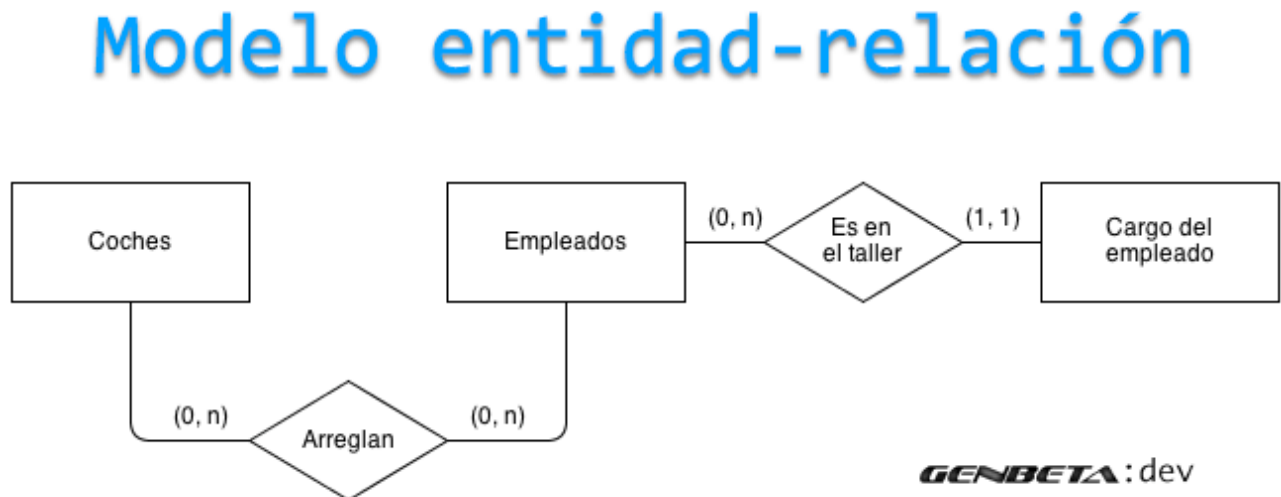 Modelo entidad-relación
Coches
Empleados
(0, n)
Es en
el taller
(1, 1)
Cargo del
empleado
(0, n)
Arreglan
(0, n)
GENBETA:dev